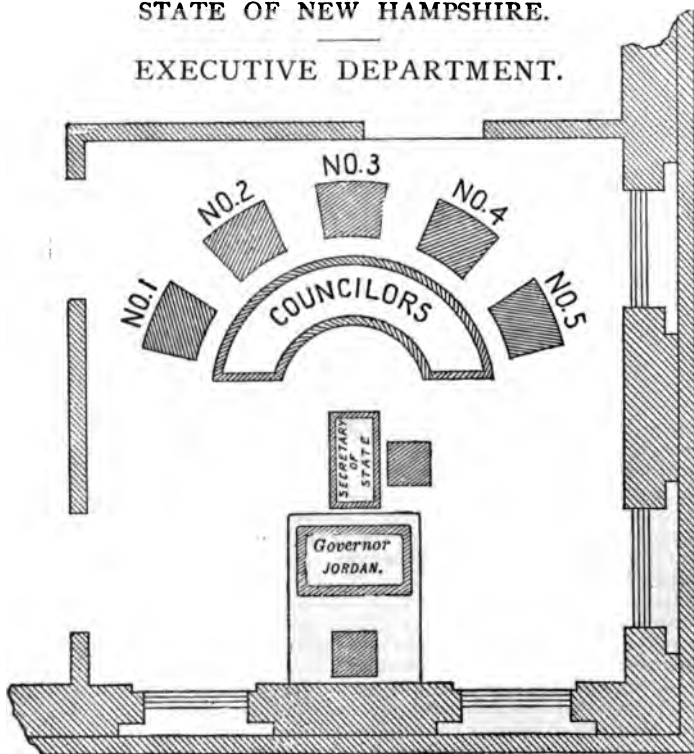 STATE OF NEW HAMPSHIRE.
EXECUTIVE DEPARTMENT.
NO.1
NO.2
NO.3
NO.4
NO.5
COUNCILORS
SECRETARY
OF
STATE
Governor
JORDAN.